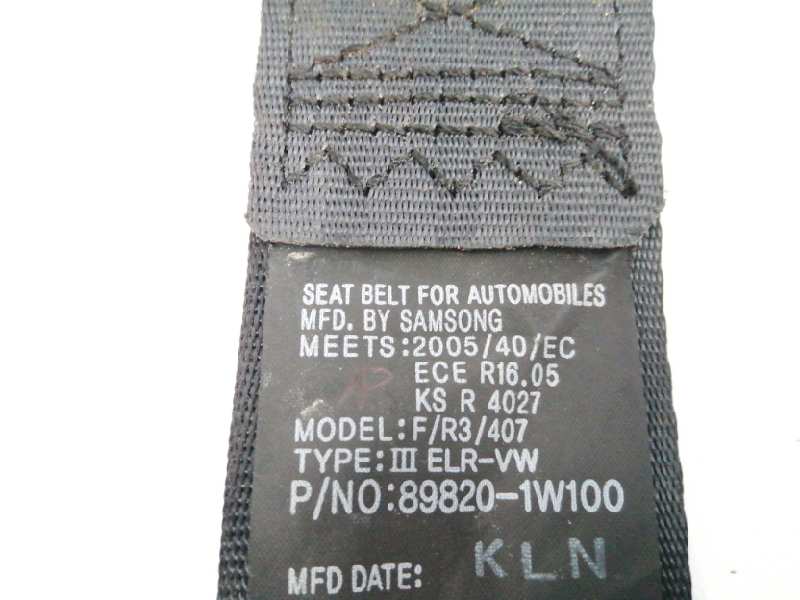 SEAT BELT FOR AUTOMOBILES
MFD. BY SAMSONG
MEETS:2005/40/EC
ECE R16.05
KS R 4027
MODEL:F/R3/407
TYPE:III ELR-VW
P/NO:89820-1W100
MFD DATE: KLN